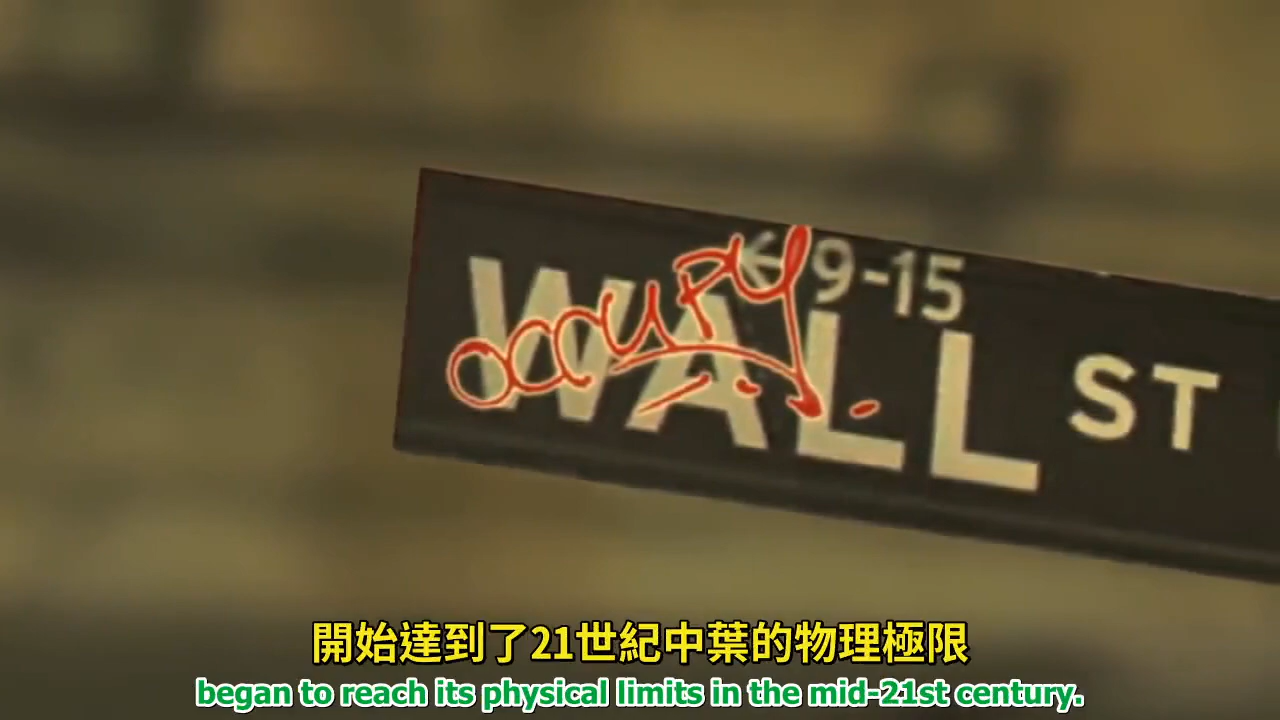 ← 9-15
occupy
WALL ST
開始達到了21世紀中葉的物理極限
began to reach its physical limits in the mid-21st century.